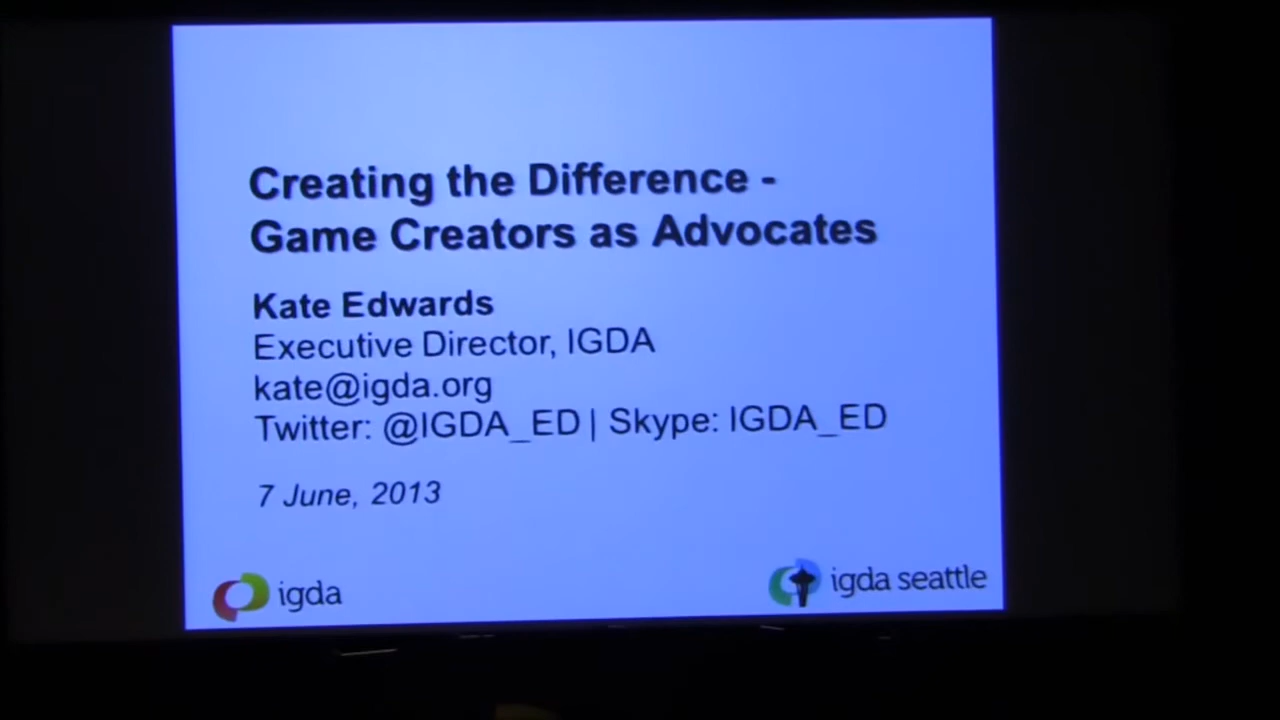 Creating the Difference -
Game Creators as Advocates
Kate Edwards
Executive Director, IGDA
kate@igda.org
Twitter: @IGDA_ED | Skype: IGDA_ED
7 June, 2013
igda
igda seattle